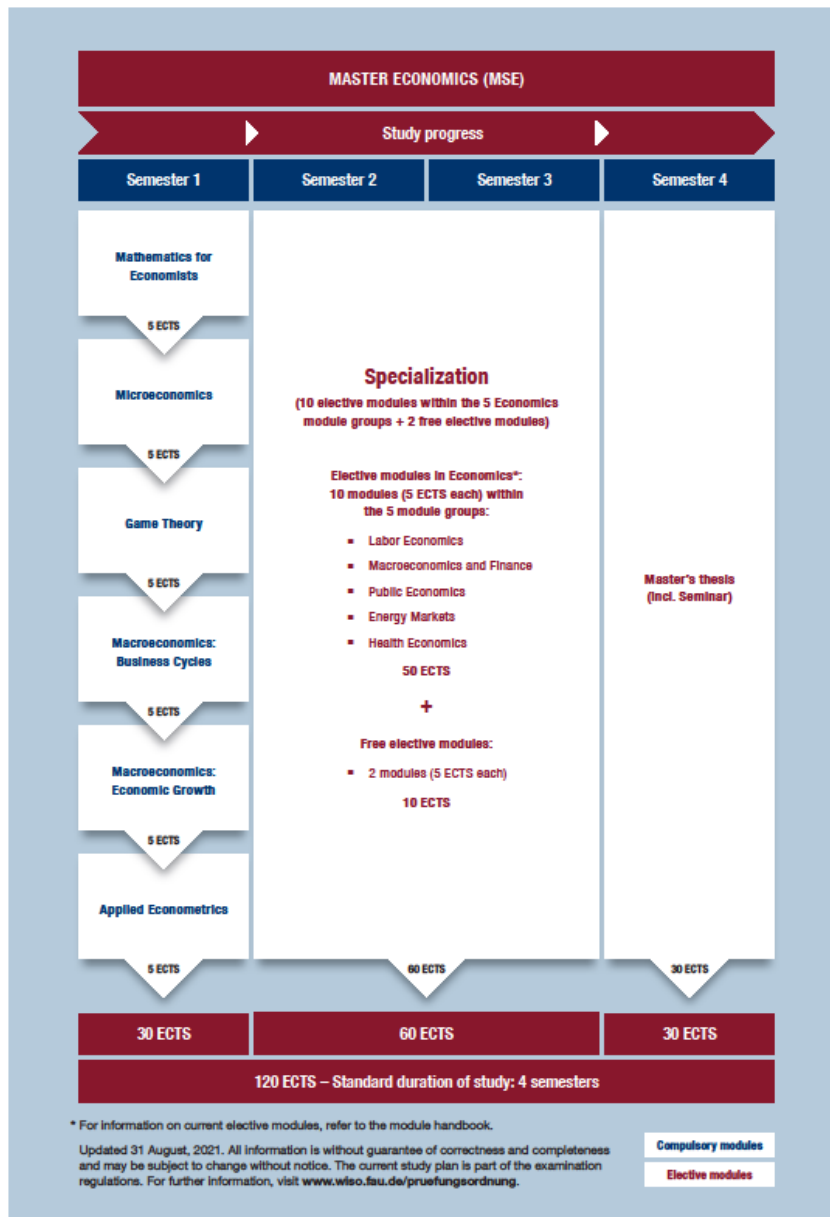 MASTER ECONOMICS (MSE)
Study progress
Semester 1
Semester 2
Semester 3
Semester 4
Mathematics for
Economists
5 ECTS
Microeconomics
5 ECTS
Game Theory
5 ECTS
Macroeconomics:
Business Cycles
5 ECTS
Macroeconomics:
Economic Growth
5 ECTS
Applied Econometrics
5 ECTS
Specialization
(10 elective modules within the 5 Economics
module groups + 2 free elective modules)
Elective modules in Economics*:
10 modules (5 ECTS each) within
the 5 module groups:
▪ Labor Economics
▪ Macroeconomics and Finance
▪ Public Economics
▪ Energy Markets
▪ Health Economics
50 ECTS
+
Free elective modules:
▪ 2 modules (5 ECTS each)
10 ECTS
60 ECTS
Master's thesis
(incl. Seminar)
30 ECTS
30 ECTS
60 ECTS
30 ECTS
120 ECTS – Standard duration of study: 4 semesters
* For information on current elective modules, refer to the module handbook.
Updated 31 August, 2021. All information is without guarantee of correctness and completeness
and may be subject to change without notice. The current study plan is part of the examination
regulations. For further information, visit www.wiso.fau.de/pruefungsordnung.
Compulsory modules
Elective modules